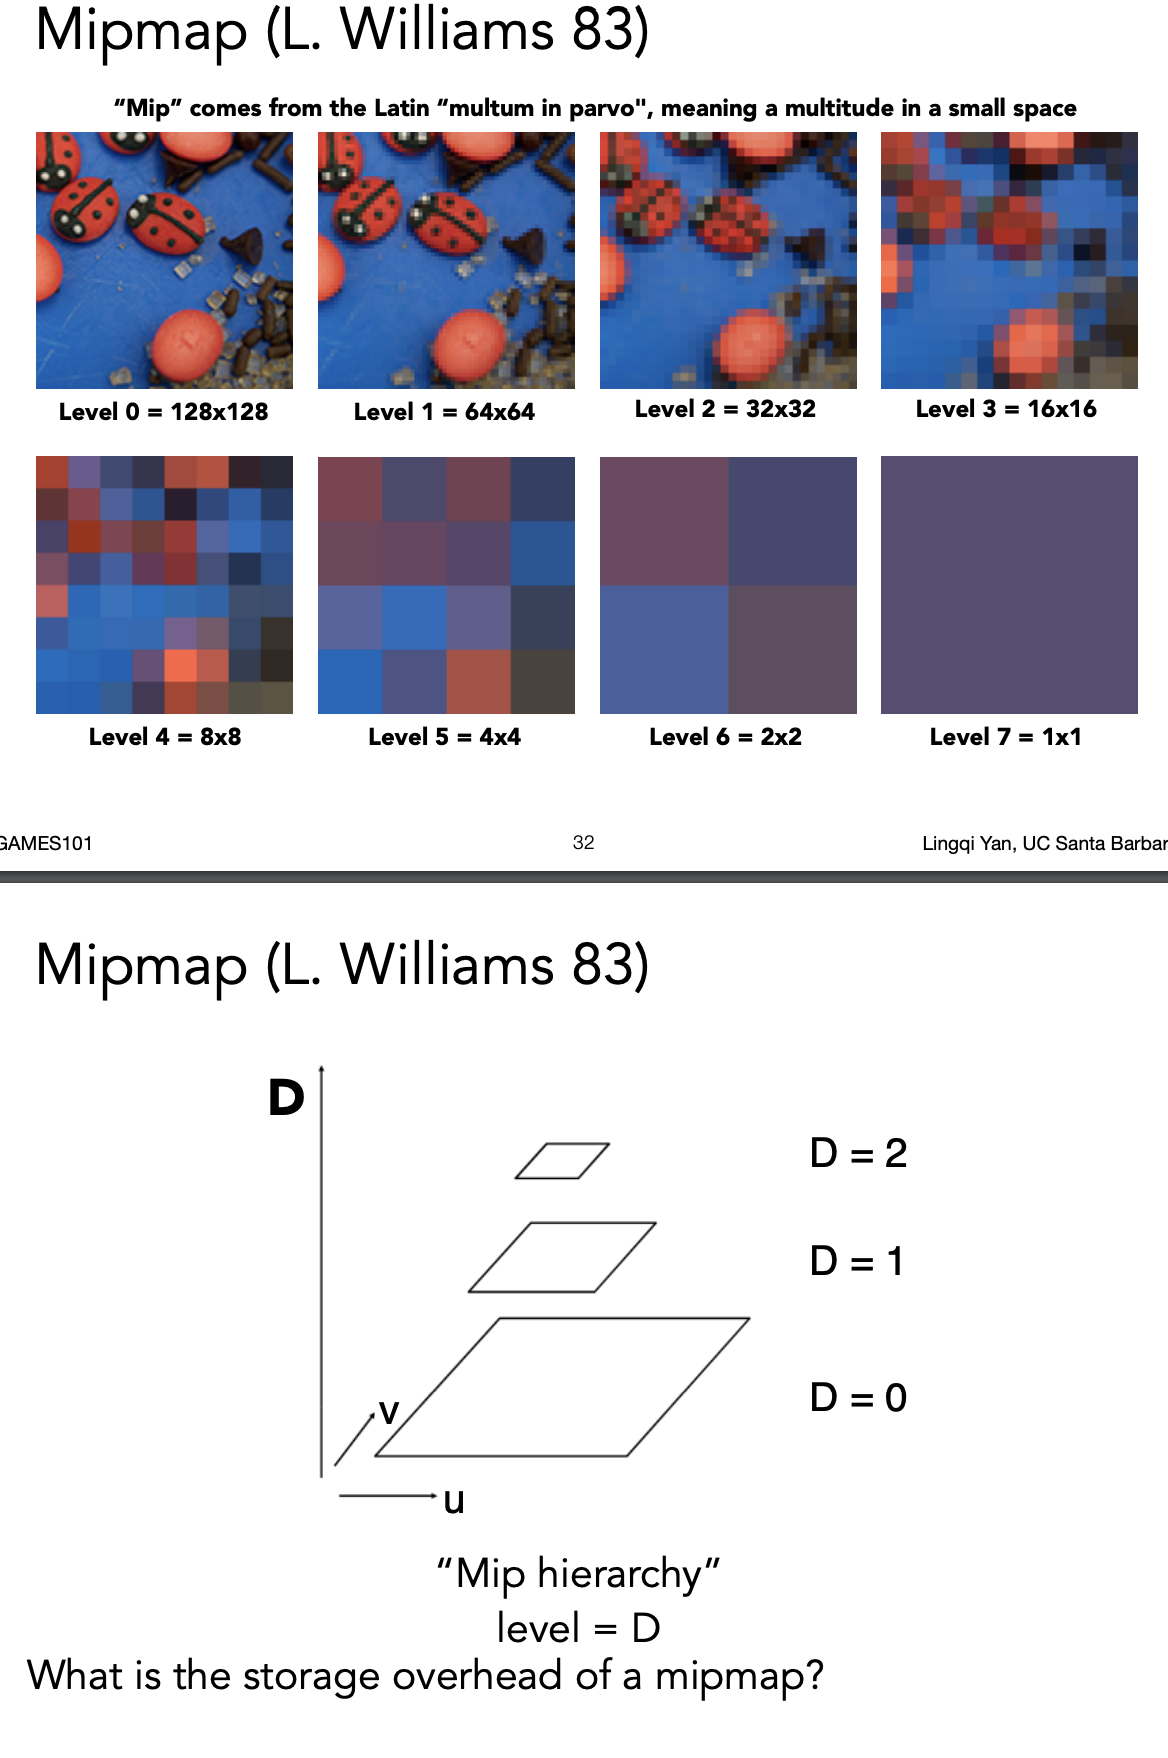 Mipmap (L. Williams 83)
“Mip” comes from the Latin “multum in parvo", meaning a multitude in a small space
Level 0 = 128x128
Level 1 = 64x64
Level 2 = 32x32
Level 3 = 16x16
Level 4 = 8x8
Level 5 = 4x4
Level 6 = 2x2
Level 7 = 1x1
GAMES101
32
Lingqi Yan, UC Santa Barbar
Mipmap (L. Williams 83)
D
D = 2
D = 1
D = 0
v
u
“Mip hierarchy”
level = D
What is the storage overhead of a mipmap?